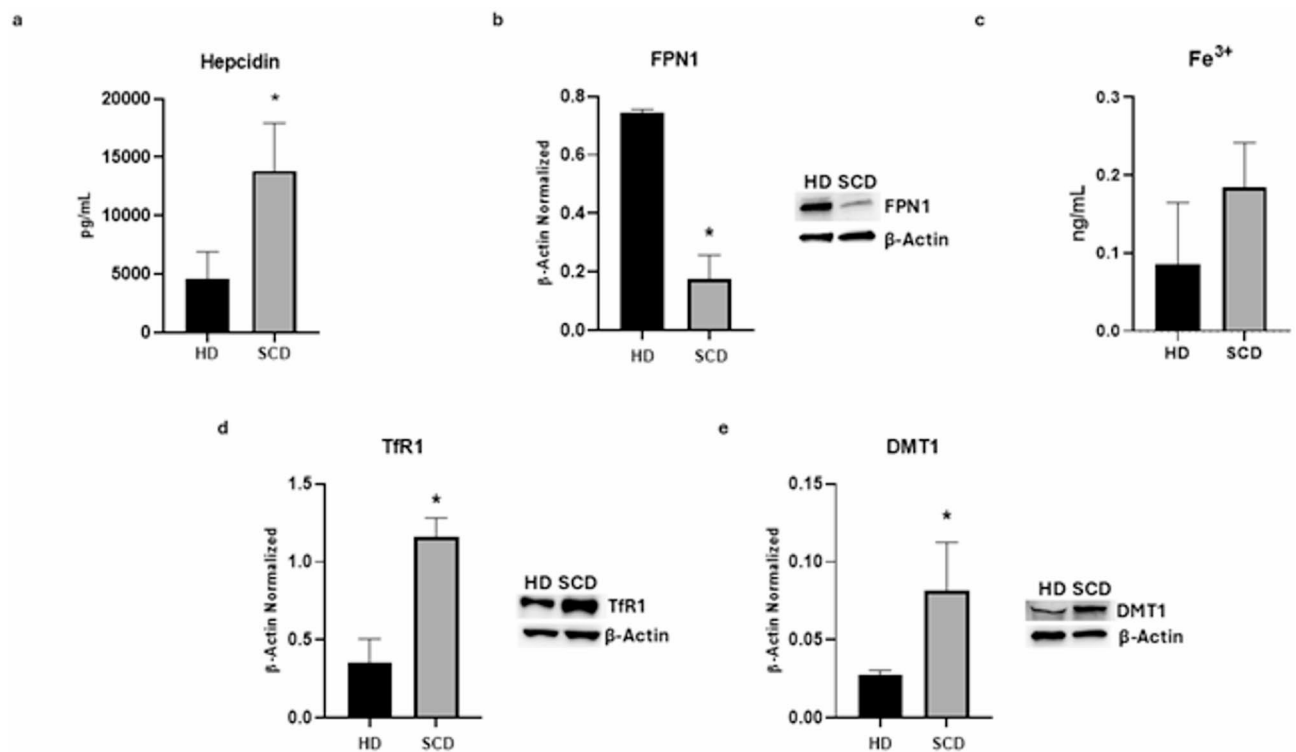 a
Hepcidin
pg/mL
20000
15000
10000
5000
0
*
HD
SCD
b
FPN1
β-Actin Normalized
0.8
0.6
0.4
0.2
0.0
*
HD
SCD
HD SCD
FPN1
β-Actin
c
Fe³⁺
ng/mL
0.3
0.2
0.1
0.0
HD
SCD
d
TfR1
β-Actin Normalized
1.5
1.0
0.5
0.0
*
HD
SCD
HD SCD
TfR1
β-Actin
e
DMT1
β-Actin Normalized
0.15
0.10
0.05
0.00
*
HD
SCD
HD SCD
DMT1
β-Actin